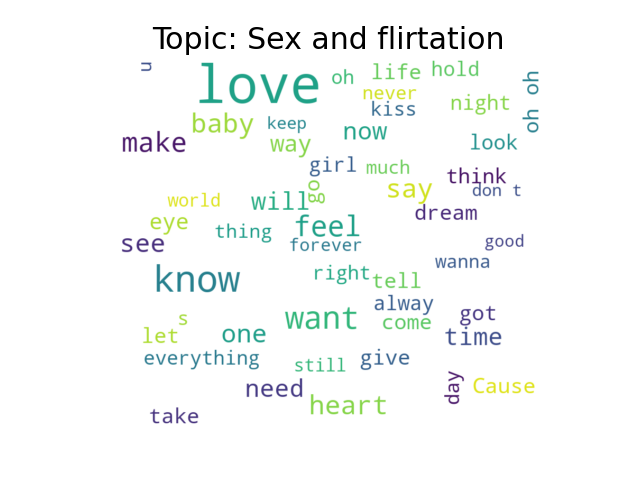 Topic: Sex and flirtation
u
love
oh
life
hold
never
kiss
night
oh oh
baby
keep
now
make
way
look
girl
much
think
go
say
don t
world
will
dream
eye
thing
feel
see
forever
good
wanna
know
right
tell
alway
want
come
got
s
let
one
time
everything
still
give
need
day
Cause
heart
take